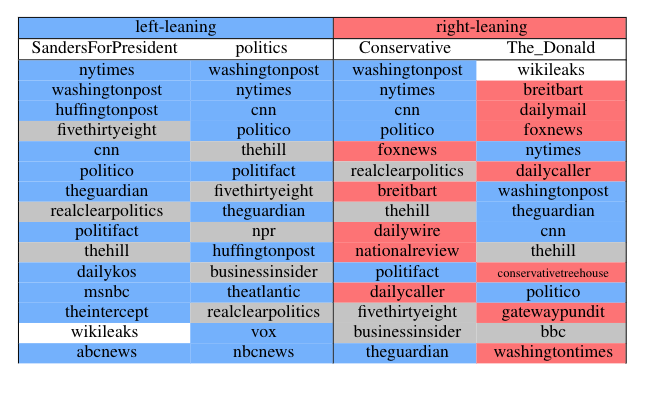 left-leaning right-leaning
SandersForPresident politics Conservative The_Donald
nytimes washingtonpost washingtonpost wikileaks
washingtonpost nytimes nytimes breitbart
huffingtonpost cnn cnn dailymail
fivethirtyeight politico politico foxnews
cnn thehill foxnews nytimes
politico politifact realclearpolitics dailycaller
theguardian fivethirtyeight breitbart washingtonpost
realclearpolitics theguardian thehill theguardian
politifact npr dailywire cnn
thehill huffingtonpost nationalreview thehill
dailykos businessinsider politifact conservativetreehouse
msnbc theatlantic dailycaller politico
theintercept realclearpolitics fivethirtyeight gatewaypundit
wikileaks vox businessinsider bbc
abcnews nbcnews theguardian washingtontimes